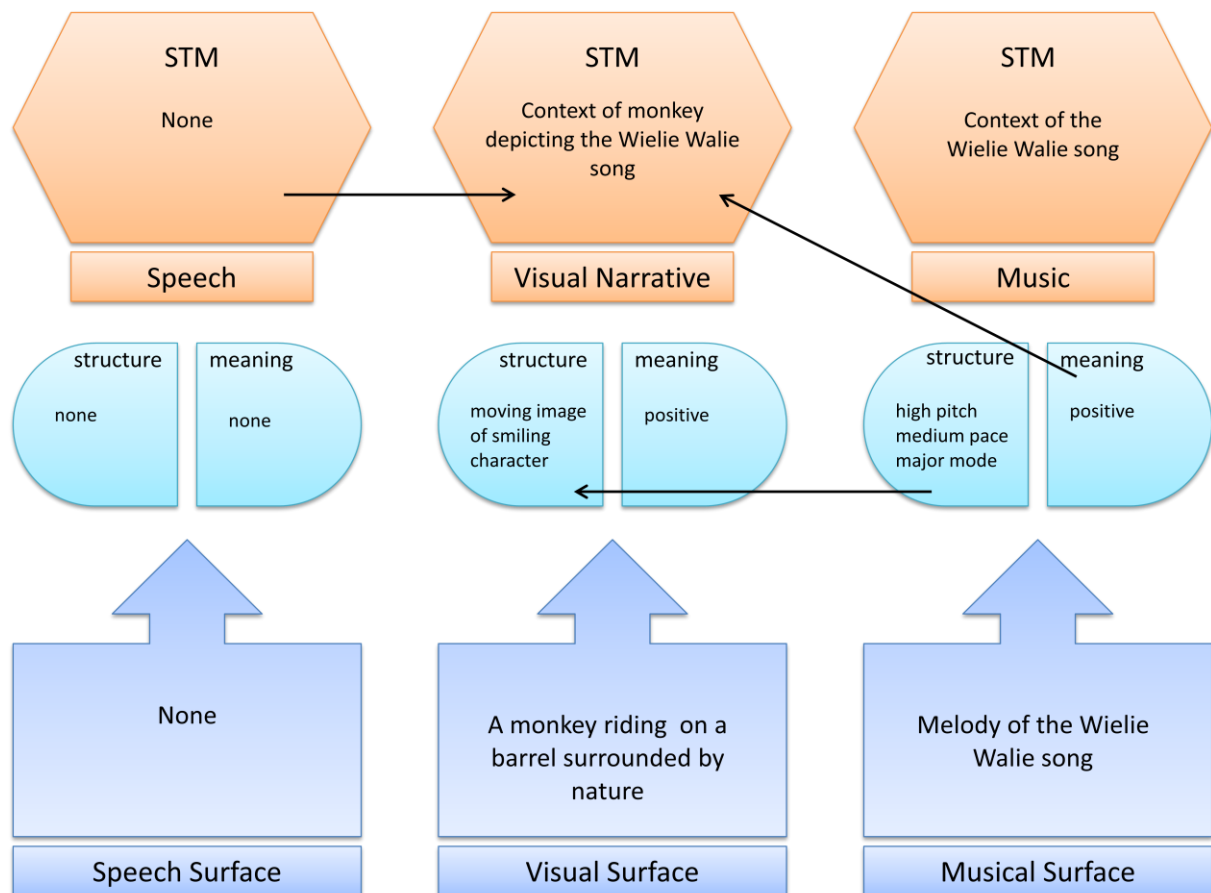 STM
None
Speech
STM
Context of monkey
depicting the Wielie Walie
song
Visual Narrative
STM
Context of the
Wielie Walie song
Music
structure
none
meaning
none
structure
moving image
of smiling
character
meaning
positive
structure
high pitch
medium pace
major mode
meaning
positive
None
Speech Surface
A monkey riding on a
barrel surrounded by
nature
Visual Surface
Melody of the Wielie
Walie song
Musical Surface